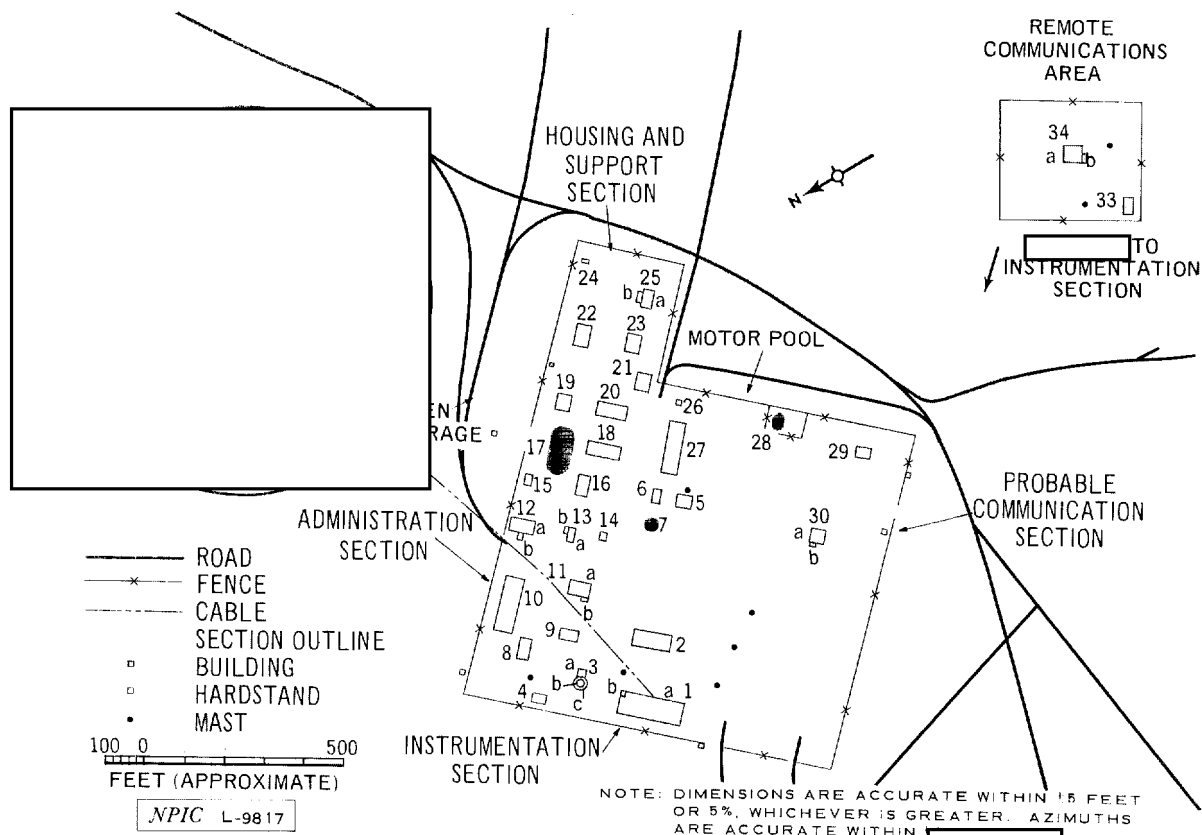 REMOTE
COMMUNICATIONS
AREA
34
a
b
33
TO
INSTRUMENTATION
SECTION
HOUSING AND
SUPPORT
SECTION
N
24
25
b
a
22
23
MOTOR POOL
21
19
20
26
EN
RAGE
17
18
27
28
29
15
16
6
5
PROBABLE
COMMUNICATION
SECTION
12
a
b
13
b
a
14
7
30
a
b
ADMINISTRATION
SECTION
11
a
b
10
9
2
8
a
3
b
c
4
b
a
1
INSTRUMENTATION
SECTION
ROAD
FENCE
CABLE
SECTION OUTLINE
BUILDING
HARDSTAND
MAST
100 0 500
FEET (APPROXIMATE)
NPIC L-9817
NOTE: DIMENSIONS ARE ACCURATE WITHIN 15 FEET
OR 5%, WHICHEVER IS GREATER. AZIMUTHS
ARE ACCURATE WITHIN